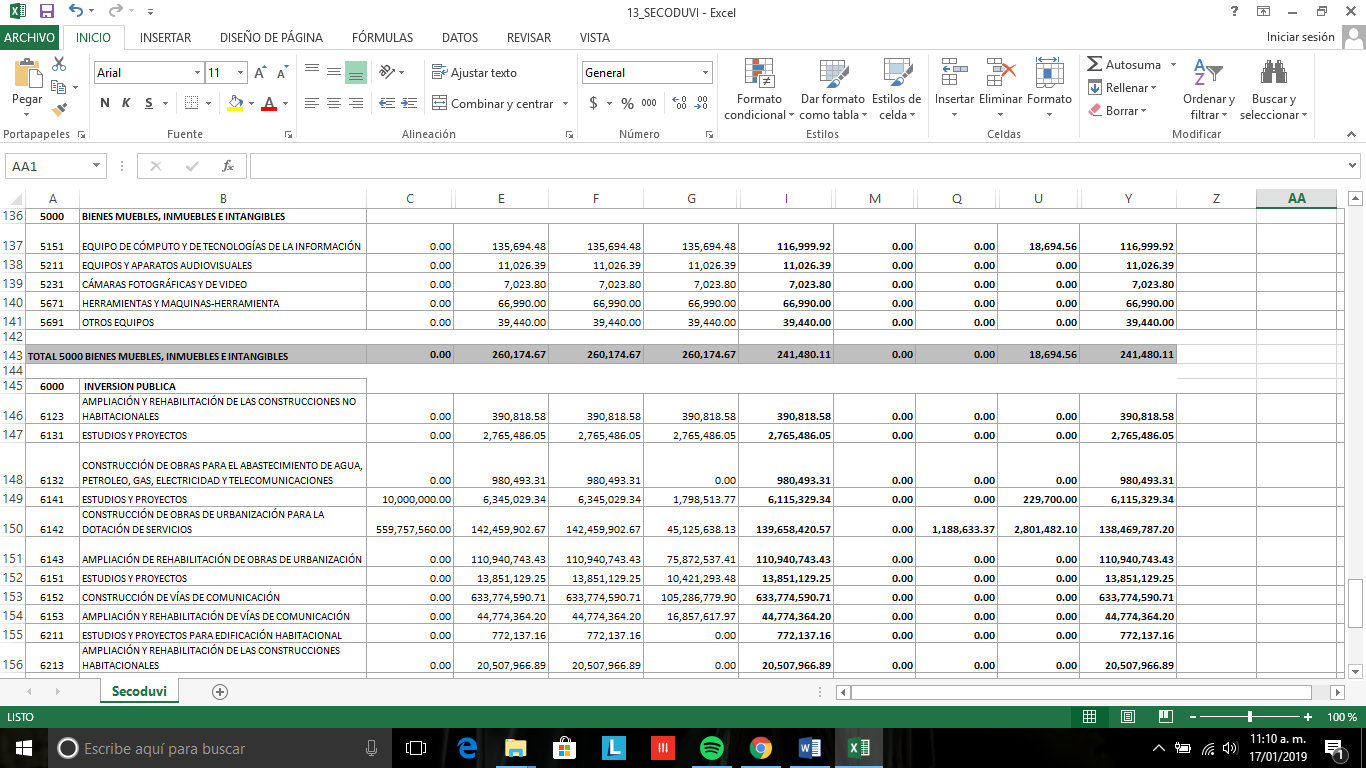 13_SECODUVI - Excel
ARCHIVO INICIO INSERTAR DISEÑO DE PÁGINA FÓRMULAS DATOS REVISAR VISTA Iniciar sesión
Pegar
Portapapeles
Arial 11
N K S
Fuente
Ajustar texto
Combinar y centrar
Alineación
General
$ % 000
Número
Formato condicional
Dar formato como tabla
Estilos de celda
Estilos
Insertar Eliminar Formato
Celdas
Autosuma
Rellenar
Borrar
Ordenar y filtrar
Buscar y seleccionar
Modificar
AA1 fx
A B C E F G I M Q U Y Z AA
136 5000 BIENES MUEBLES, INMUEBLES E INTANGIBLES
137 5151 EQUIPO DE CÓMPUTO Y DE TECNOLOGÍAS DE LA INFORMACIÓN 0.00 135,694.48 135,694.48 135,694.48 116,999.92 0.00 0.00 18,694.56 116,999.92
138 5211 EQUIPOS Y APARATOS AUDIOVISUALES 0.00 11,026.39 11,026.39 11,026.39 11,026.39 0.00 0.00 0.00 11,026.39
139 5231 CÁMARAS FOTOGRÁFICAS Y DE VIDEO 0.00 7,023.80 7,023.80 7,023.80 7,023.80 0.00 0.00 0.00 7,023.80
140 5671 HERRAMIENTAS Y MAQUINAS-HERRAMIENTA 0.00 66,990.00 66,990.00 66,990.00 66,990.00 0.00 0.00 0.00 66,990.00
141 5691 OTROS EQUIPOS 0.00 39,440.00 39,440.00 39,440.00 39,440.00 0.00 0.00 0.00 39,440.00
142
143 TOTAL 5000 BIENES MUEBLES, INMUEBLES E INTANGIBLES 0.00 260,174.67 260,174.67 260,174.67 241,480.11 0.00 0.00 18,694.56 241,480.11
144
145 6000 INVERSION PUBLICA
AMPLIACIÓN Y REHABILITACIÓN DE LAS CONSTRUCCIONES NO
146 6123 HABITACIONALES 0.00 390,818.58 390,818.58 390,818.58 390,818.58 0.00 0.00 0.00 390,818.58
147 6131 ESTUDIOS Y PROYECTOS 0.00 2,765,486.05 2,765,486.05 2,765,486.05 2,765,486.05 0.00 0.00 0.00 2,765,486.05
CONSTRUCCIÓN DE OBRAS PARA EL ABASTECIMIENTO DE AGUA,
148 6132 PETROLEO, GAS, ELECTRICIDAD Y TELECOMUNICACIONES 0.00 980,493.31 980,493.31 0.00 980,493.31 0.00 0.00 0.00 980,493.31
149 6141 ESTUDIOS Y PROYECTOS 10,000,000.00 6,345,029.34 6,345,029.34 1,798,513.77 6,115,329.34 0.00 0.00 229,700.00 6,115,329.34
CONSTRUCCIÓN DE OBRAS DE URBANIZACIÓN PARA LA
150 6142 DOTACIÓN DE SERVICIOS 559,757,560.00 142,459,902.67 142,459,902.67 45,125,638.13 139,658,420.57 0.00 1,188,633.37 2,801,482.10 138,469,787.20
151 6143 AMPLIACIÓN DE REHABILITACIÓN DE OBRAS DE URBANIZACIÓN 0.00 110,940,743.43 110,940,743.43 75,872,537.41 110,940,743.43 0.00 0.00 0.00 110,940,743.43
152 6151 ESTUDIOS Y PROYECTOS 0.00 13,851,129.25 13,851,129.25 10,421,293.48 13,851,129.25 0.00 0.00 0.00 13,851,129.25
153 6152 CONSTRUCCIÓN DE VÍAS DE COMUNICACIÓN 0.00 633,774,590.71 633,774,590.71 105,286,779.90 633,774,590.71 0.00 0.00 0.00 633,774,590.71
154 6153 AMPLIACIÓN Y REHABILITACIÓN DE VÍAS DE COMUNICACIÓN 0.00 44,774,364.20 44,774,364.20 16,857,617.97 44,774,364.20 0.00 0.00 0.00 44,774,364.20
155 6211 ESTUDIOS Y PROYECTOS PARA EDIFICACIÓN HABITACIONAL 0.00 772,137.16 772,137.16 0.00 772,137.16 0.00 0.00 0.00 772,137.16
AMPLIACIÓN Y REHABILITACIÓN DE LAS CONSTRUCCIONES
156 6213 HABITACIONALES 0.00 20,507,966.89 20,507,966.89 0.00 20,507,966.89 0.00 0.00 0.00 20,507,966.89
Secoduvi
LISTO 100 %
Escribe aquí para buscar
11:10 a. m.
17/01/2019
1